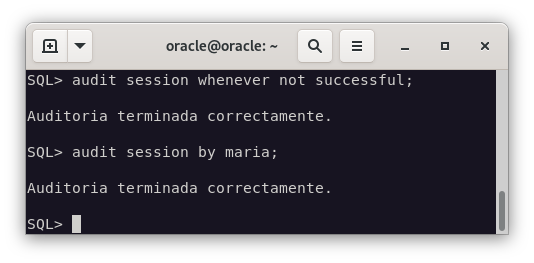 oracle@oracle: ~
SQL> audit session whenever not successful;
Auditoria terminada correctamente.
SQL> audit session by maria;
Auditoria terminada correctamente.
SQL>